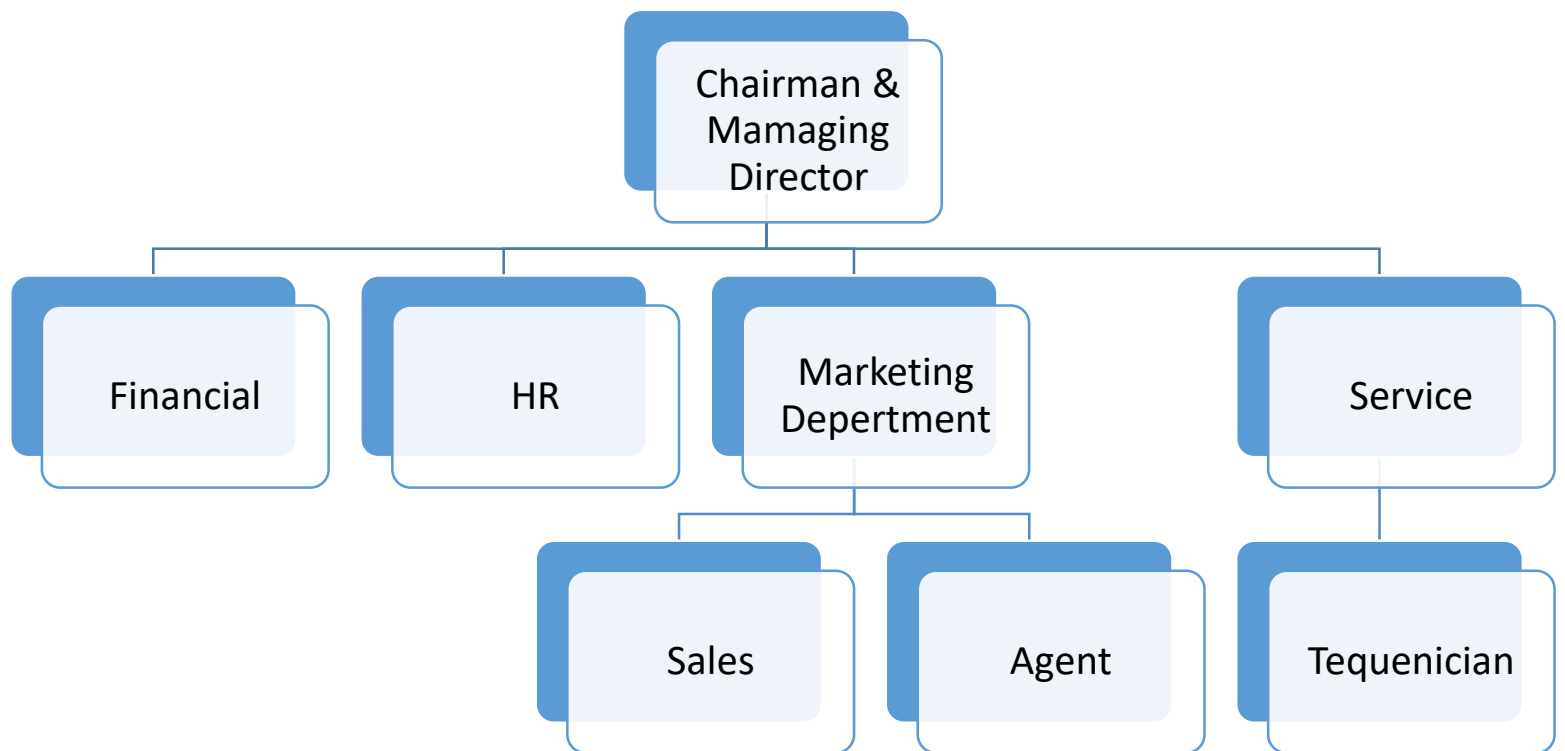 Chairman &
Mamaging
Director
Financial
HR
Marketing
Depertment
Service
Sales
Agent
Tequenician